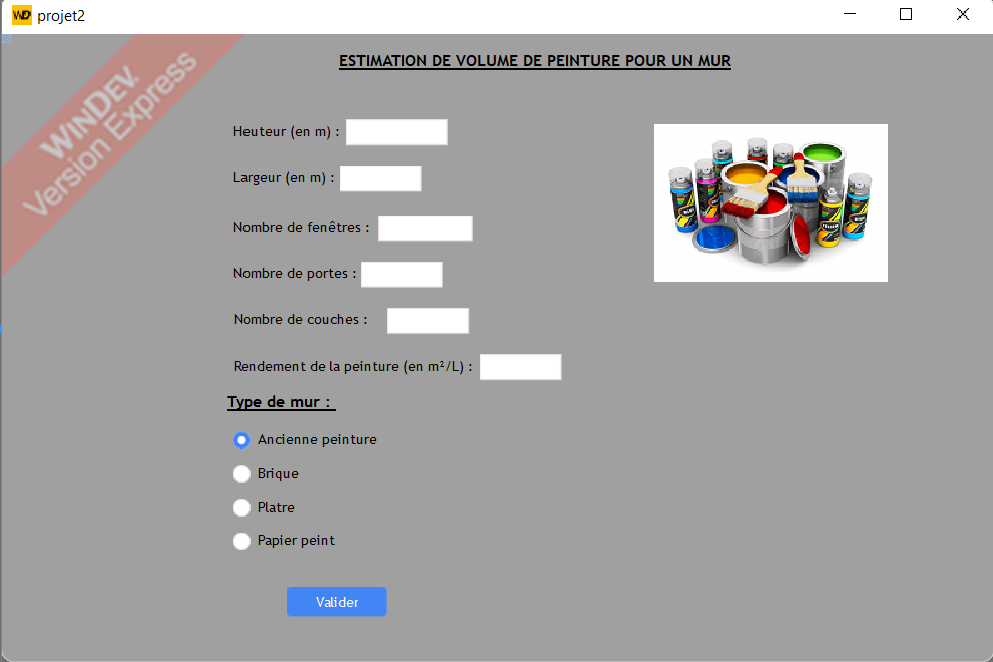 WD projet2
WINDEV
Version Express
ESTIMATION DE VOLUME DE PEINTURE POUR UN MUR
Heuteur (en m) :
Largeur (en m) :
Nombre de fenêtres :
Nombre de portes :
Nombre de couches :
Rendement de la peinture (en m²/L) :
Type de mur :
Ancienne peinture
Brique
Platre
Papier peint
Valider